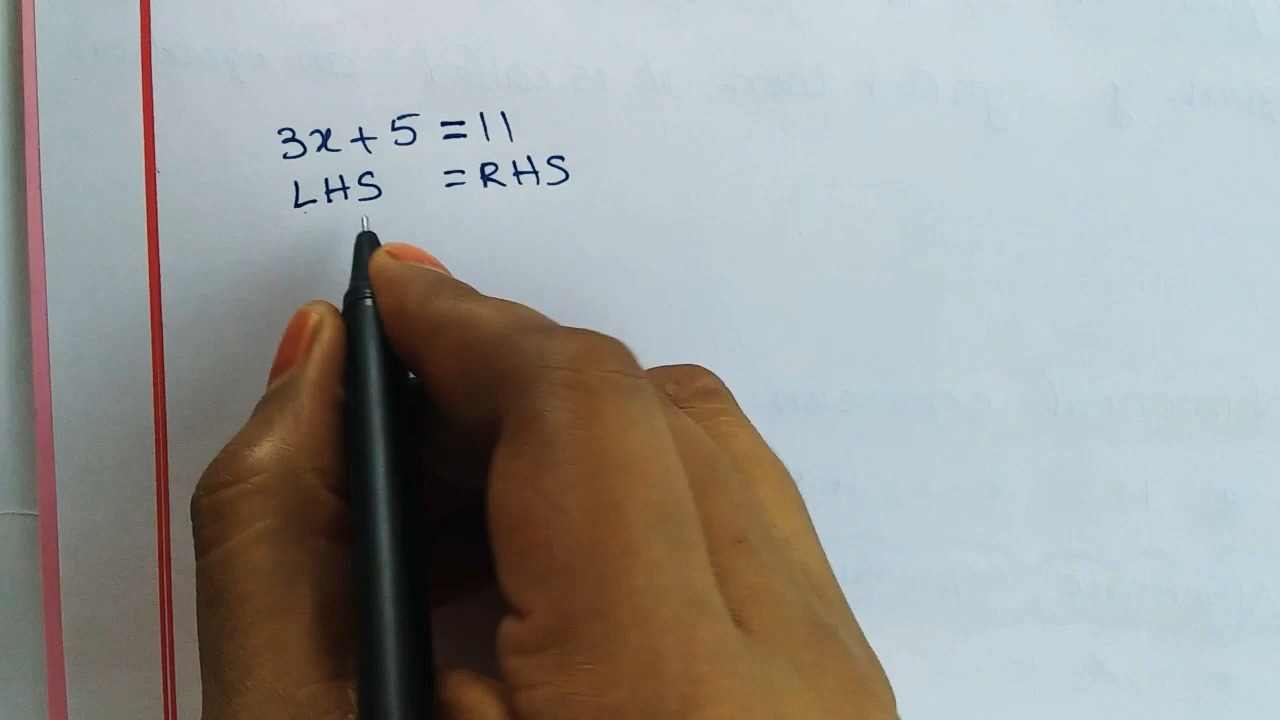 3x + 5 = 11
LHS = RHS